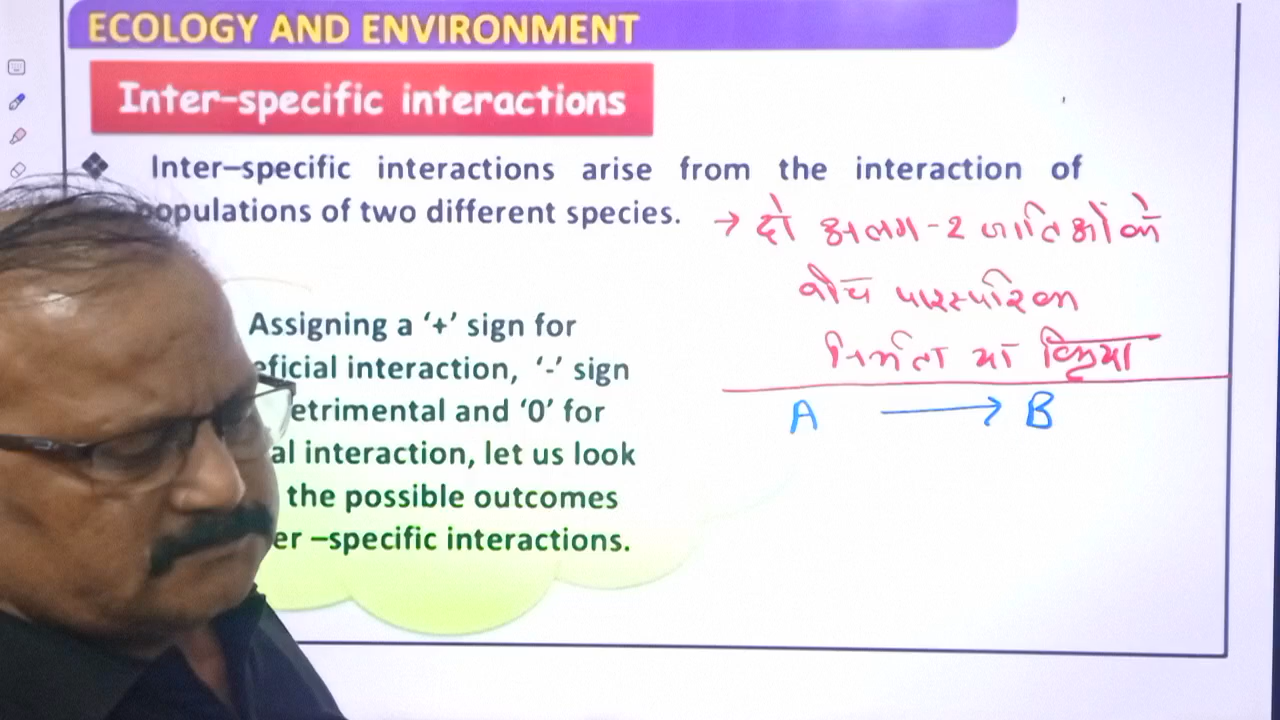 ECOLOGY AND ENVIRONMENT
Inter-specific interactions
Inter–specific interactions arise from the interaction of
populations of two different species.
→ दो अलग-2 जातिओं के
बीच पारस्परिक
निर्भरता या क्रिया
Assigning a ‘+’ sign for
eficial interaction, ‘-’ sign
etrimental and ‘0’ for
al interaction, let us look
the possible outcomes
er –specific interactions.
A → B